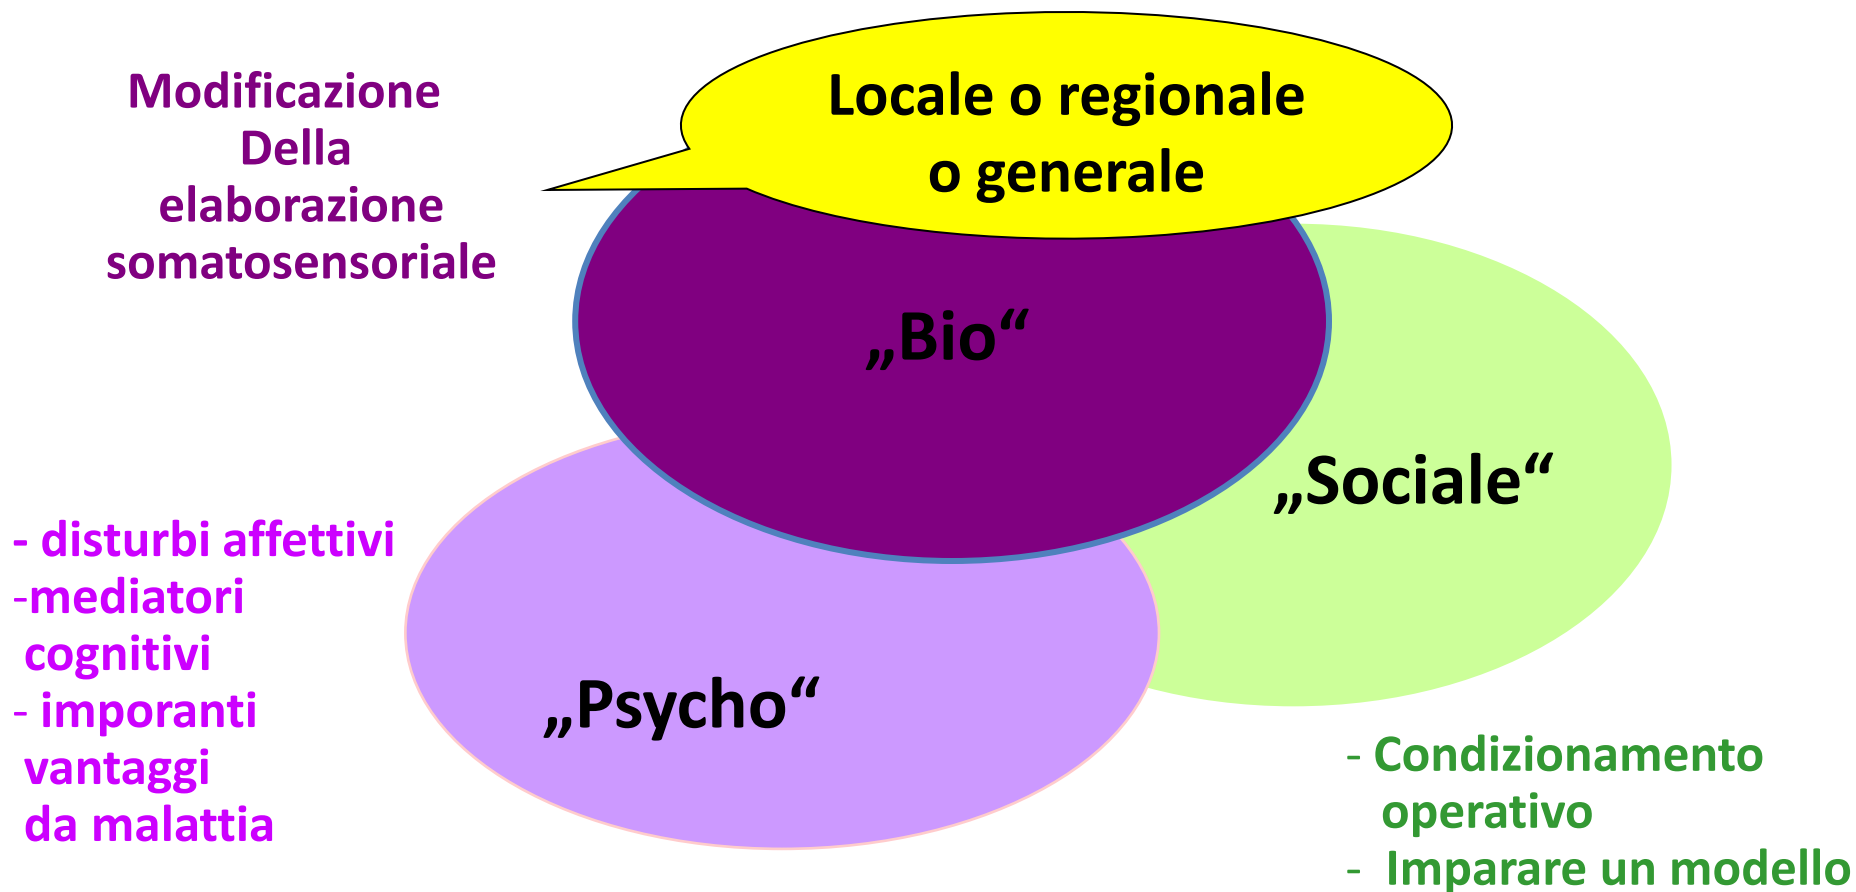 Modificazione
Della
elaborazione
somatosensoriale
Locale o regionale
o generale
„Bio“
„Sociale“
- disturbi affettivi
-mediatori
cognitivi
- imporanti
vantaggi
da malattia
„Psycho“
- Condizionamento
operativo
- Imparare un modello